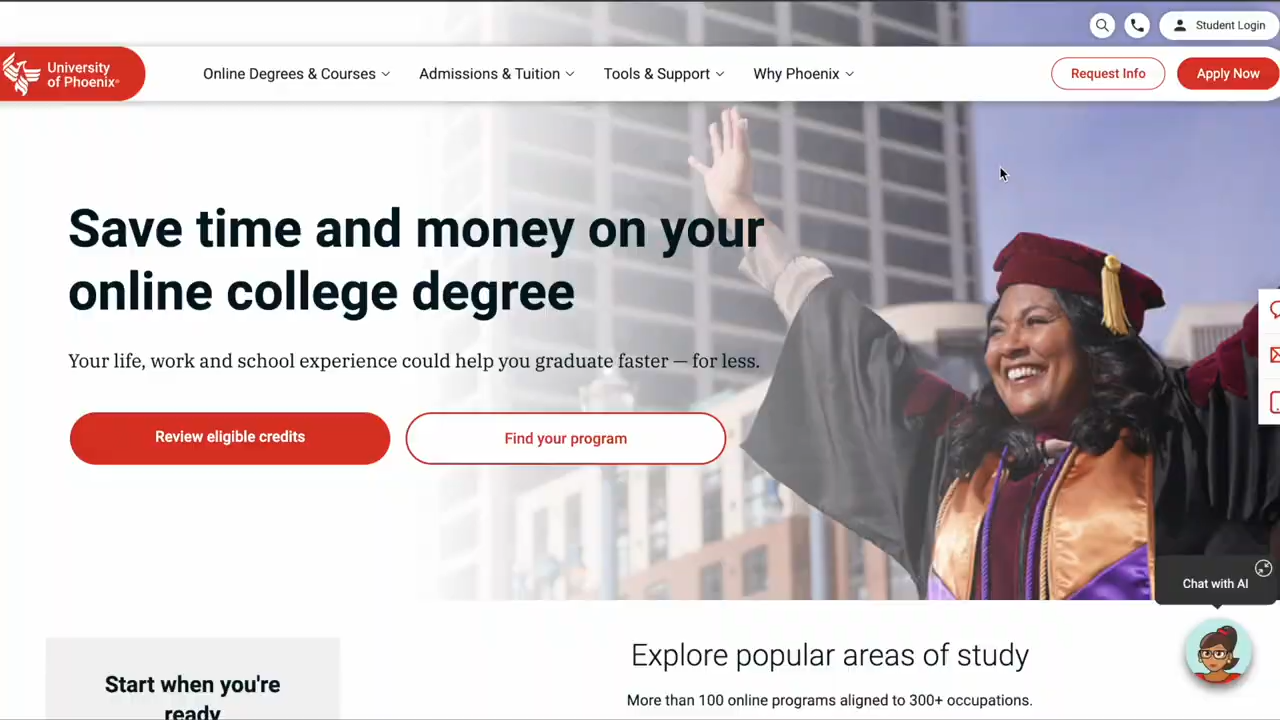 Student Login
University
of Phoenix®
Online Degrees & Courses
Admissions & Tuition
Tools & Support
Why Phoenix
Request Info
Apply Now
Save time and money on your
online college degree
Your life, work and school experience could help you graduate faster — for less.
Review eligible credits
Find your program
Chat with AI
Explore popular areas of study
More than 100 online programs aligned to 300+ occupations.
Start when you're
ready